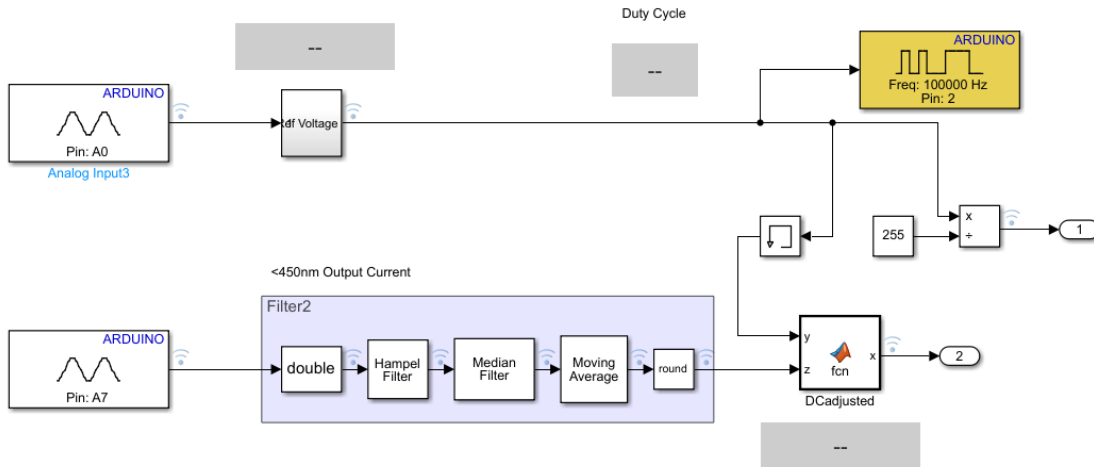 Duty Cycle
--
--
ARDUINO
Freq: 100000 Hz
Pin: 2
ARDUINO
Pin: A0
Analog Input3
Ref Voltage
255
x
÷
1
<450nm Output Current
Filter2
ARDUINO
Pin: A7
double
Hampel
Filter
Median
Filter
Moving
Average
round
y
z
fcn
x
DCadjusted
2
--